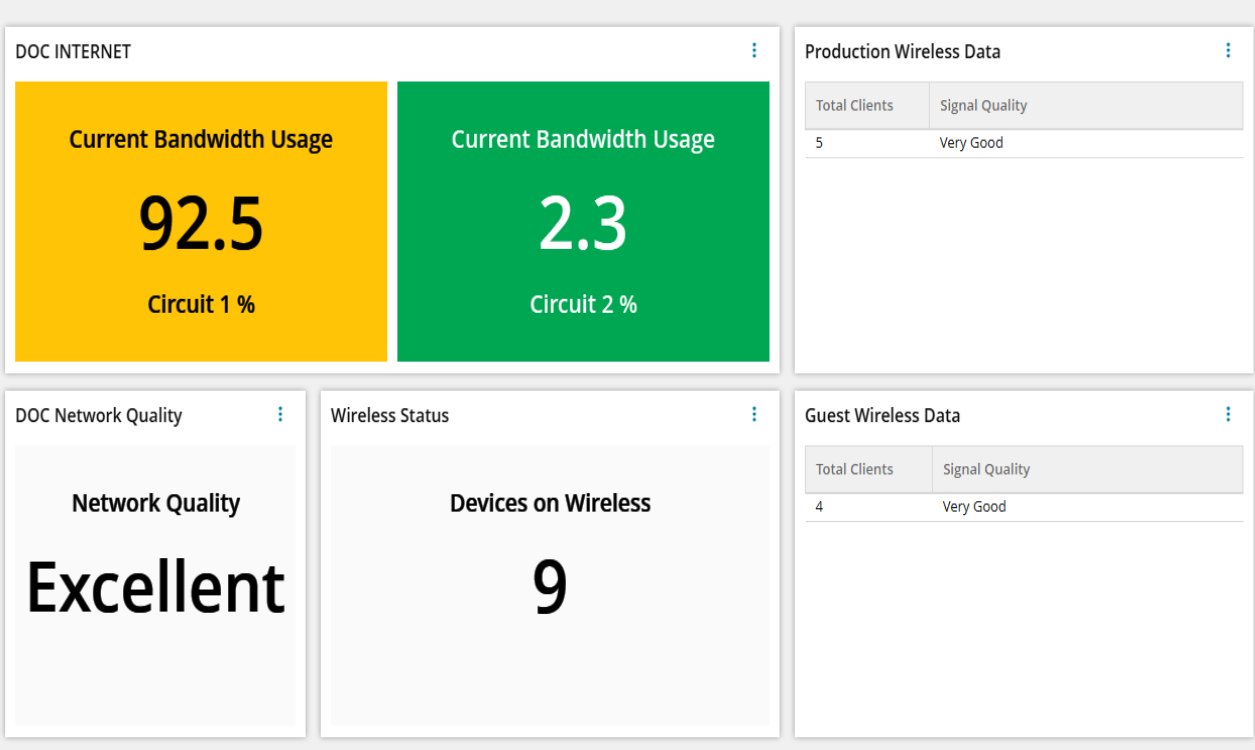 DOC INTERNET
Current Bandwidth Usage
92.5
Circuit 1 %
Current Bandwidth Usage
2.3
Circuit 2 %
Production Wireless Data
Total Clients Signal Quality
5 Very Good
DOC Network Quality
Network Quality
Excellent
Wireless Status
Devices on Wireless
9
Guest Wireless Data
Total Clients Signal Quality
4 Very Good